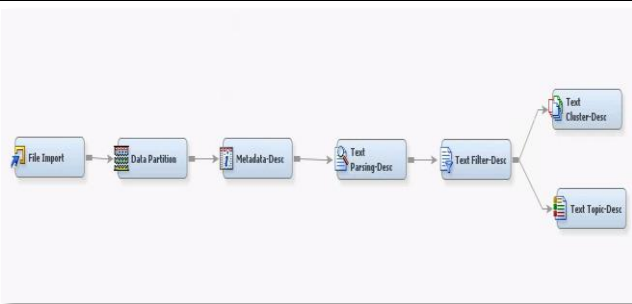 File Import
Data Partition
Metadata-Desc
Text
Parsing-Desc
Text Filter-Desc
Text
Cluster-Desc
Text Topic-Desc